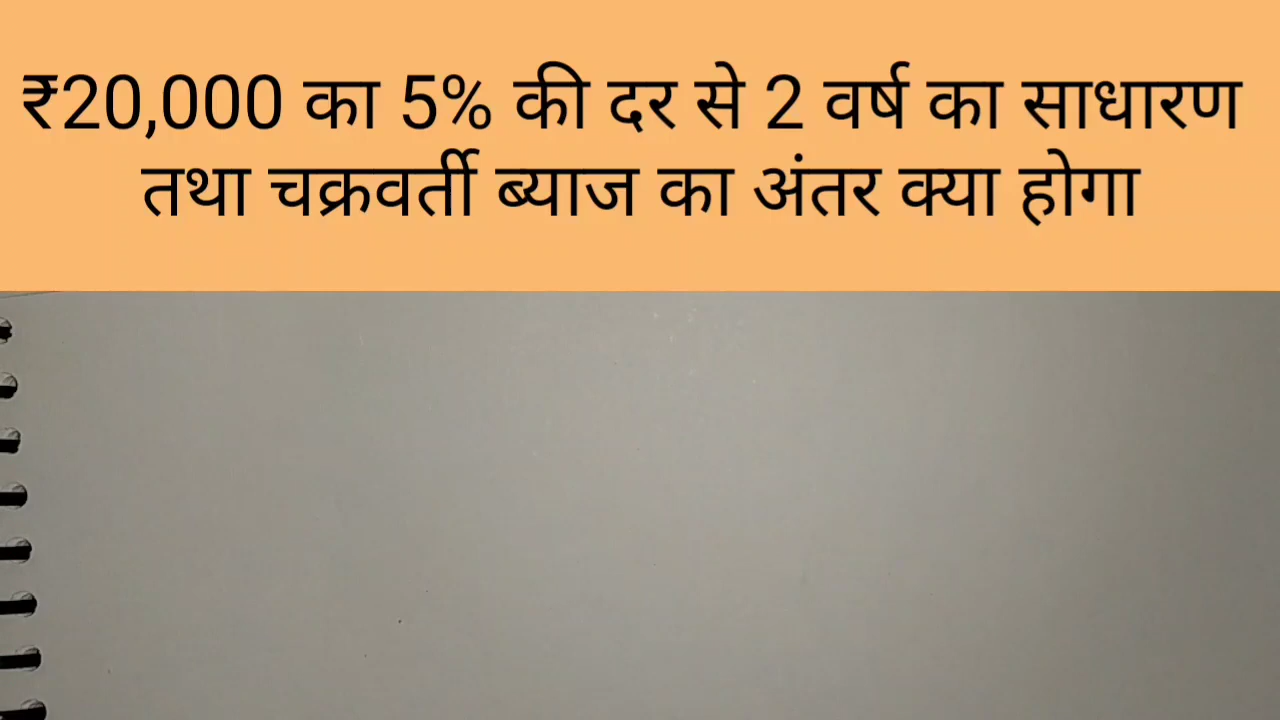 ₹20,000 का 5% की दर से 2 वर्ष का साधारण
तथा चक्रवर्ती ब्याज का अंतर क्या होगा